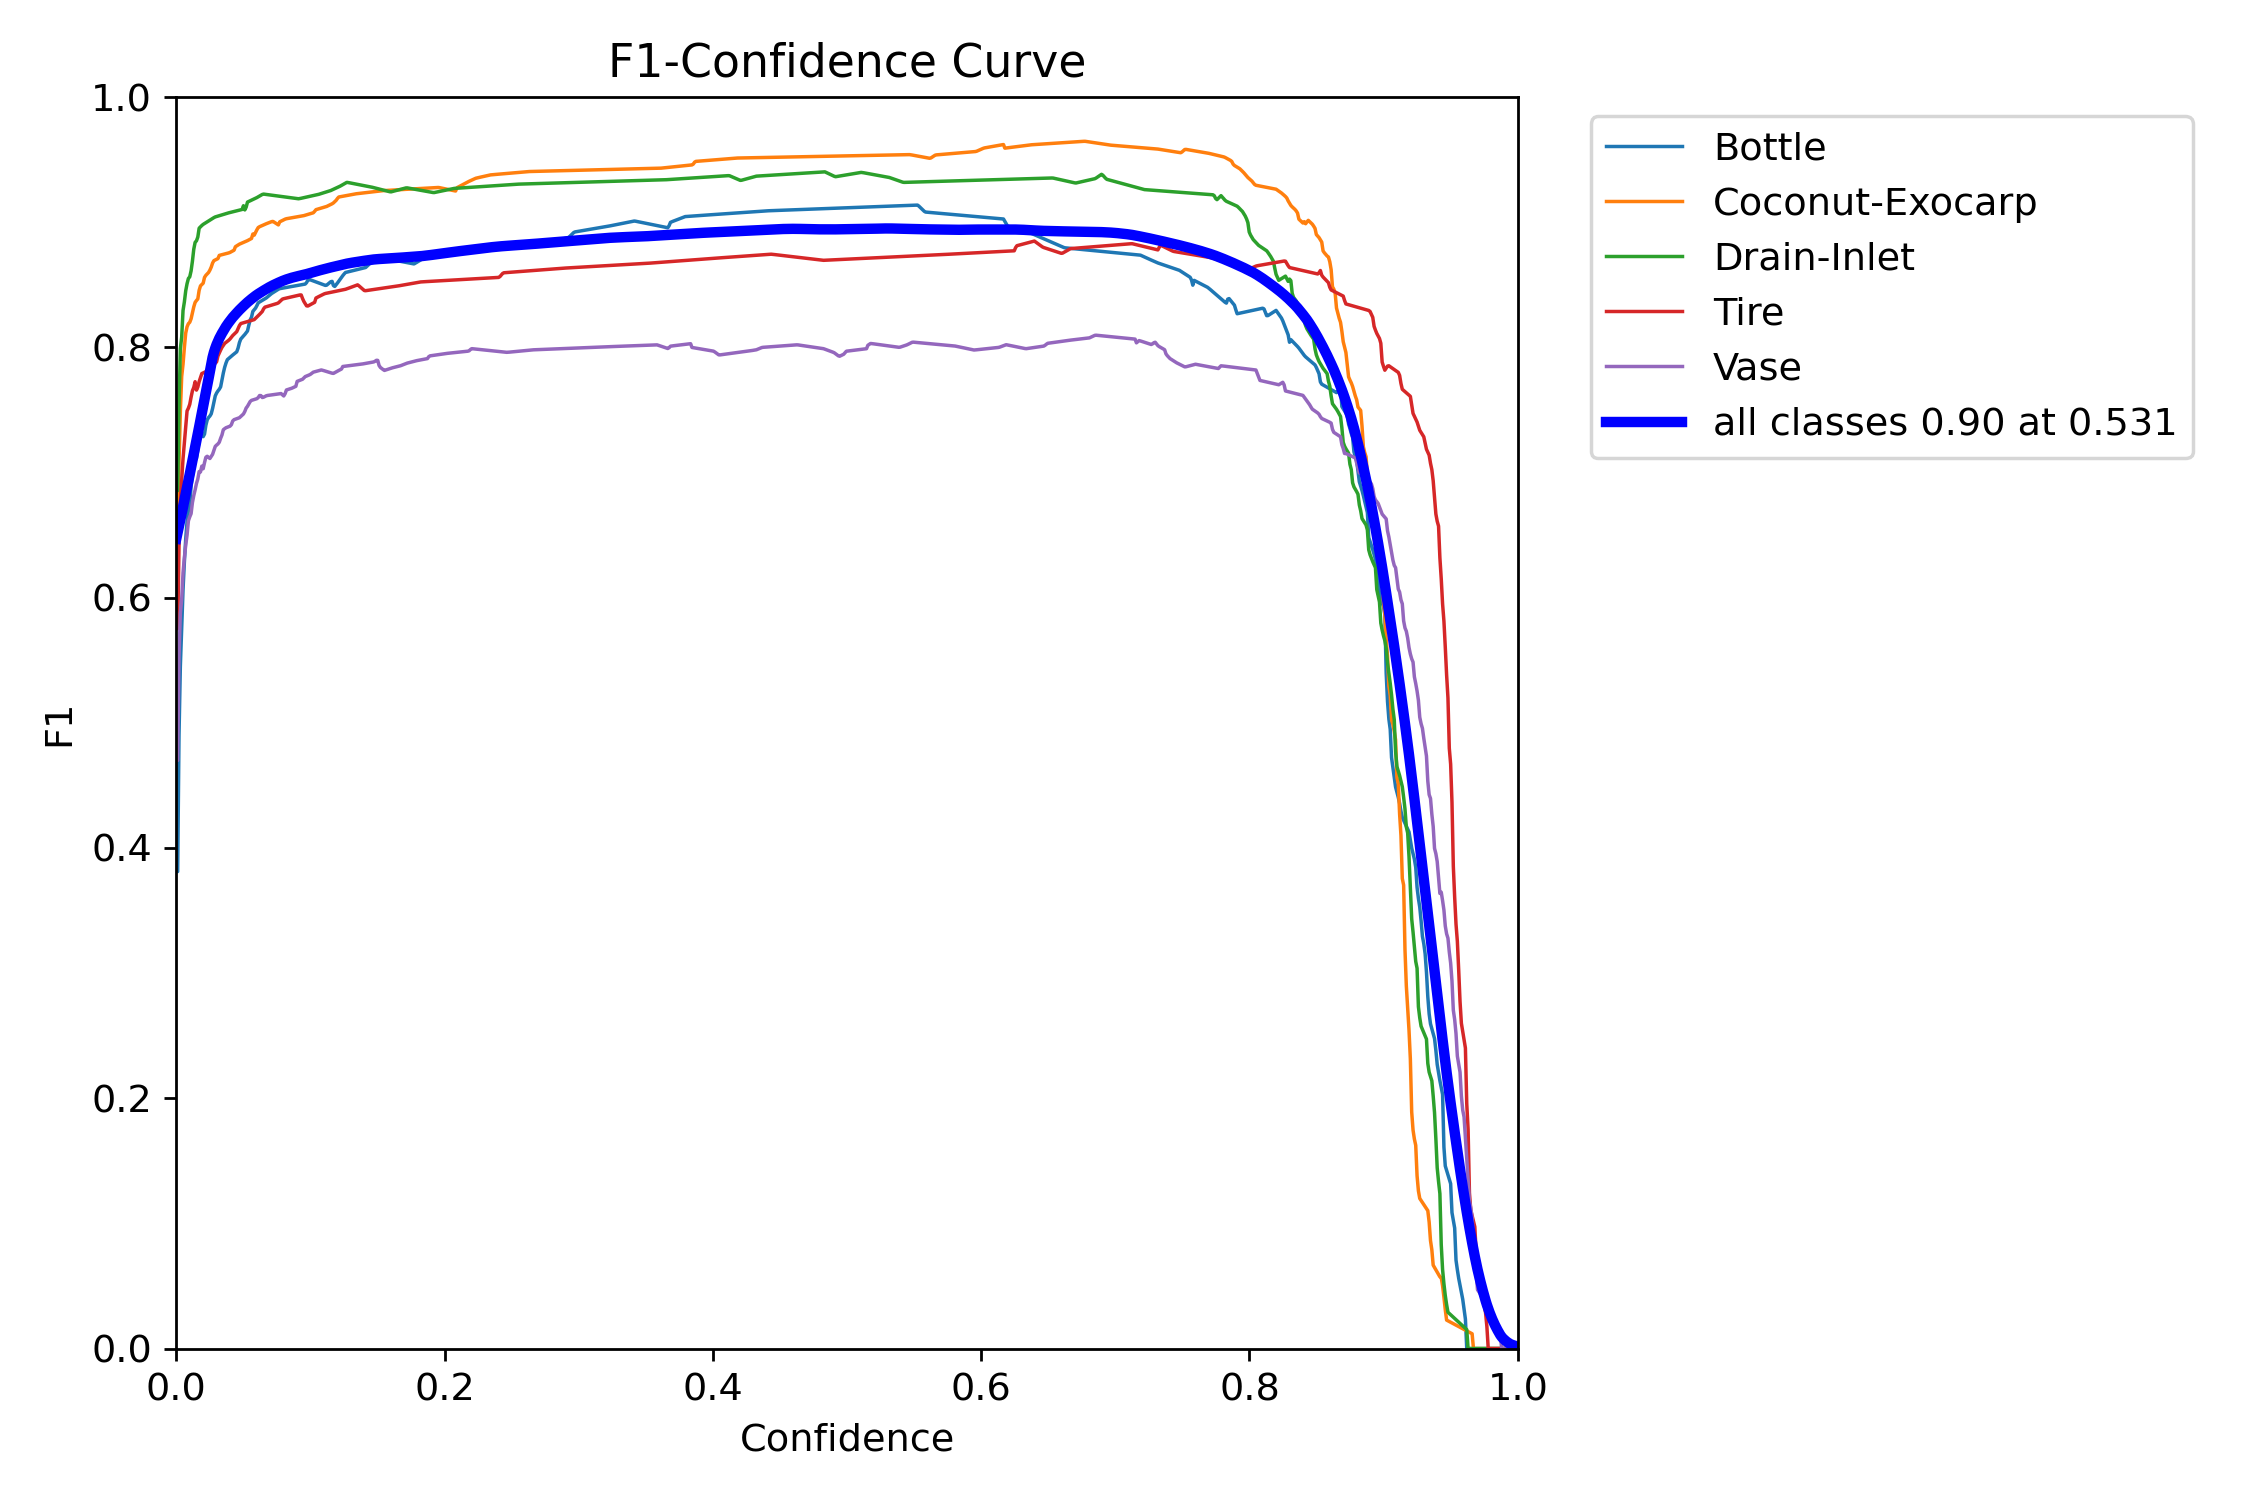 F1-Confidence Curve
1.0
0.8
0.6
0.4
0.2
0.0
F1
0.0 0.2 0.4 0.6 0.8 1.0
Confidence
Bottle
Coconut-Exocarp
Drain-Inlet
Tire
Vase
all classes 0.90 at 0.531